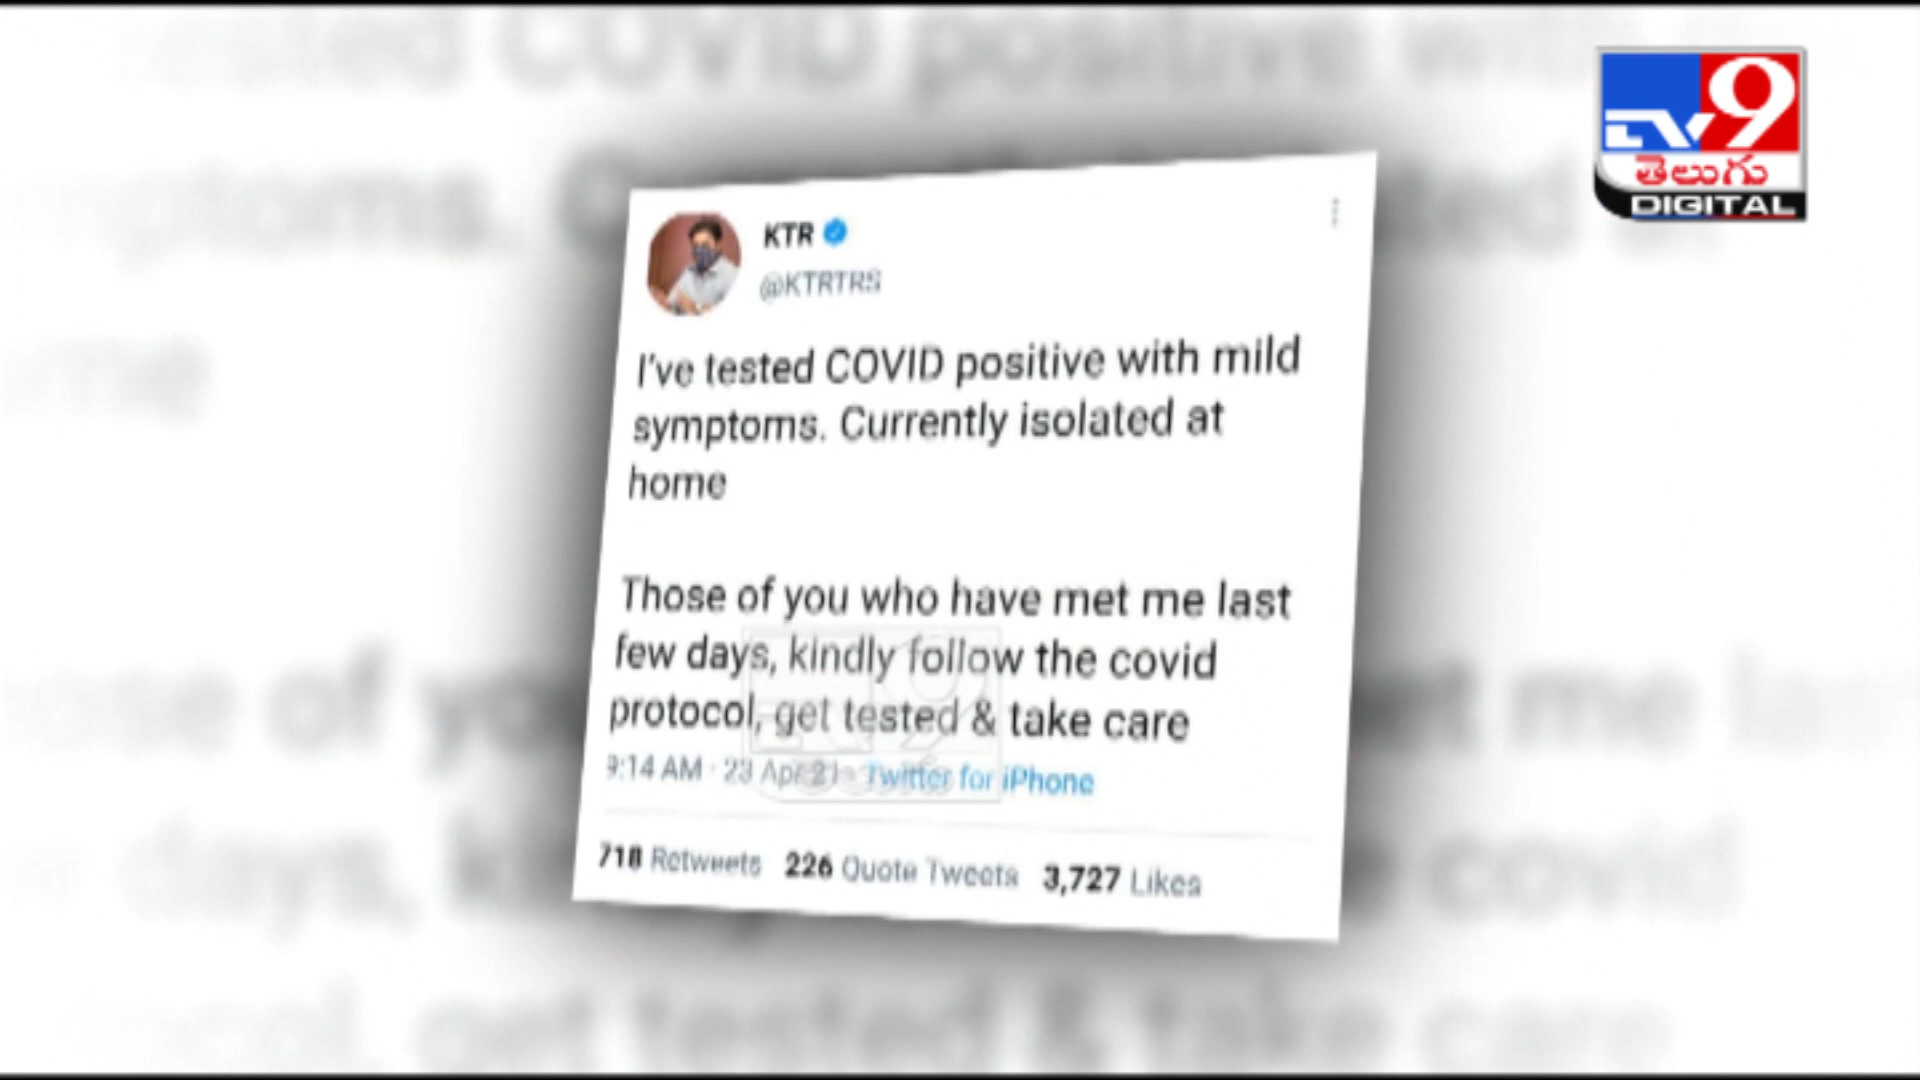 TV9
తెలుగు
DIGITAL
KTR
@KTRTRS
I've tested COVID positive with mild
symptoms. Currently isolated at
home
Those of you who have met me last
few days, kindly follow the covid
protocol, get tested & take care
9:14 AM · 23 Apr 21 · Twitter for iPhone
718 Retweets 226 Quote Tweets 3,727 Likes